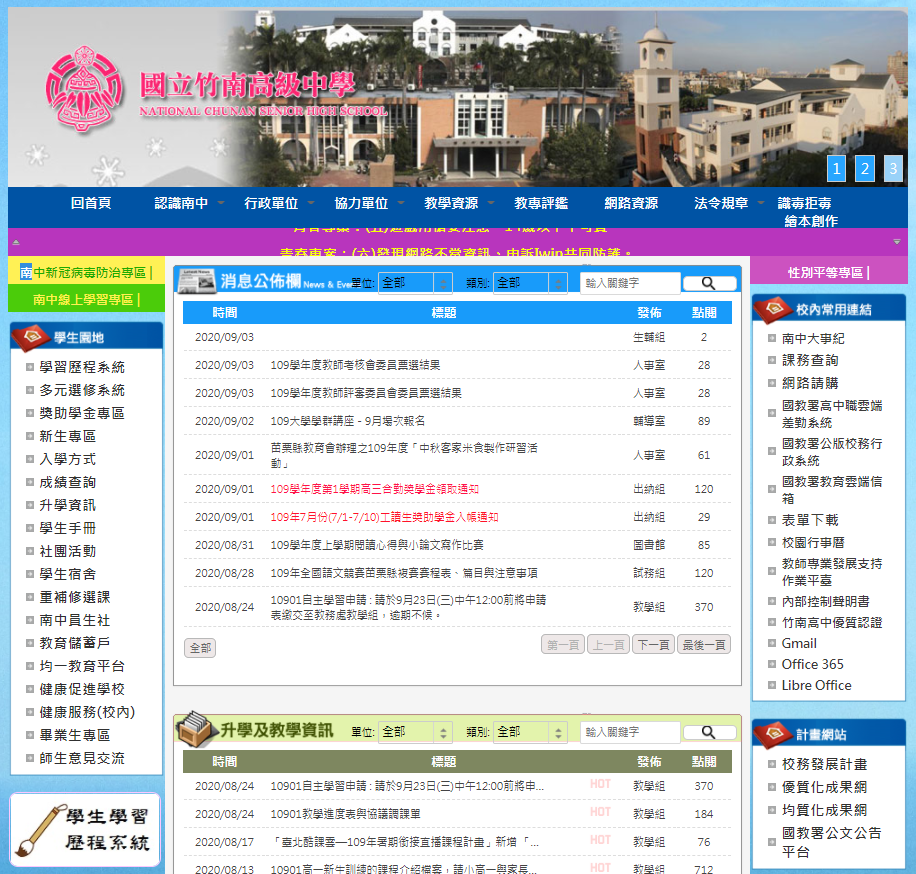 國立竹南高級中學
NATIONAL CHUNAN SENIOR HIGH SCHOOL
1 2 3
回首頁 認識南中 行政單位 協力單位 教學資源 教專評鑑 網路資源 法令規章 識毒拒毒
繪本創作
青春專案：(六)發現網路不當資訊，申訴iwin共同防護。
南中新冠病毒防治專區 |
南中線上學習專區 |
學生園地
學習歷程系統
多元選修系統
獎助學金專區
新生專區
入學方式
成績查詢
升學資訊
學生手冊
社團活動
學生宿舍
重補修選課
南中員生社
教育儲蓄戶
均一教育平台
健康促進學校
健康服務(校內)
畢業生專區
師生意見交流
學生學習
歷程系統
消息公佈欄 News & Eve 單位: 全部 類別: 全部 輸入關鍵字
時間 標題 發佈 點閱
2020/09/03 生輔組 2
2020/09/03 109學年度教師考核會委員票選結果 人事室 28
2020/09/03 109學年度教師評審委員會委員票選結果 人事室 28
2020/09/02 109大學學群講座 - 9月場次報名 輔導室 89
2020/09/01 苗栗縣教育會辦理之109年度「中秋客家米食製作研習活
動」 人事室 61
2020/09/01 109學年度第1學期高三合勤獎學金領取通知 出納組 120
2020/09/01 109年7月份(7/1-7/10)工讀生獎助學金入帳通知 出納組 29
2020/08/31 109學年度上學期閱讀心得與小論文寫作比賽 圖書館 85
2020/08/28 109年全國語文競賽苗栗縣複賽賽程表、篇目與注意事項 試務組 120
2020/08/24 10901自主學習申請 : 請於9月23日(三)中午12:00前將申請
表繳交至教務處教學組，逾期不候。 教學組 370
全部 第一頁 上一頁 下一頁 最後一頁
升學及教學資訊 單位: 全部 類別: 全部 輸入關鍵字
時間 標題 發佈 點閱
2020/08/24 10901自主學習申請 : 請於9月23日(三)中午12:00前將申... HOT 教學組 370
2020/08/24 10901教學進度表與協議調課單 HOT 教學組 184
2020/08/17 「臺北酷課雲—109年暑期銜接直播課程計畫」新增「... HOT 教學組 76
2020/08/13 10901高一新生訓練的課程介紹檔案，請小高一與家長... HOT 教學組 712
性別平等專區 |
校內常用連結
南中大事紀
課務查詢
網路請購
國教署高中職雲端
差勤系統
國教署公版校務行
政系統
國教署教育雲端信
箱
表單下載
校園行事曆
教師專業發展支持
作業平臺
內部控制聲明書
竹南高中優質認證
Gmail
Office 365
Libre Office
計畫網站
校務發展計畫
優質化成果網
均質化成果網
國教署公文公告
平台